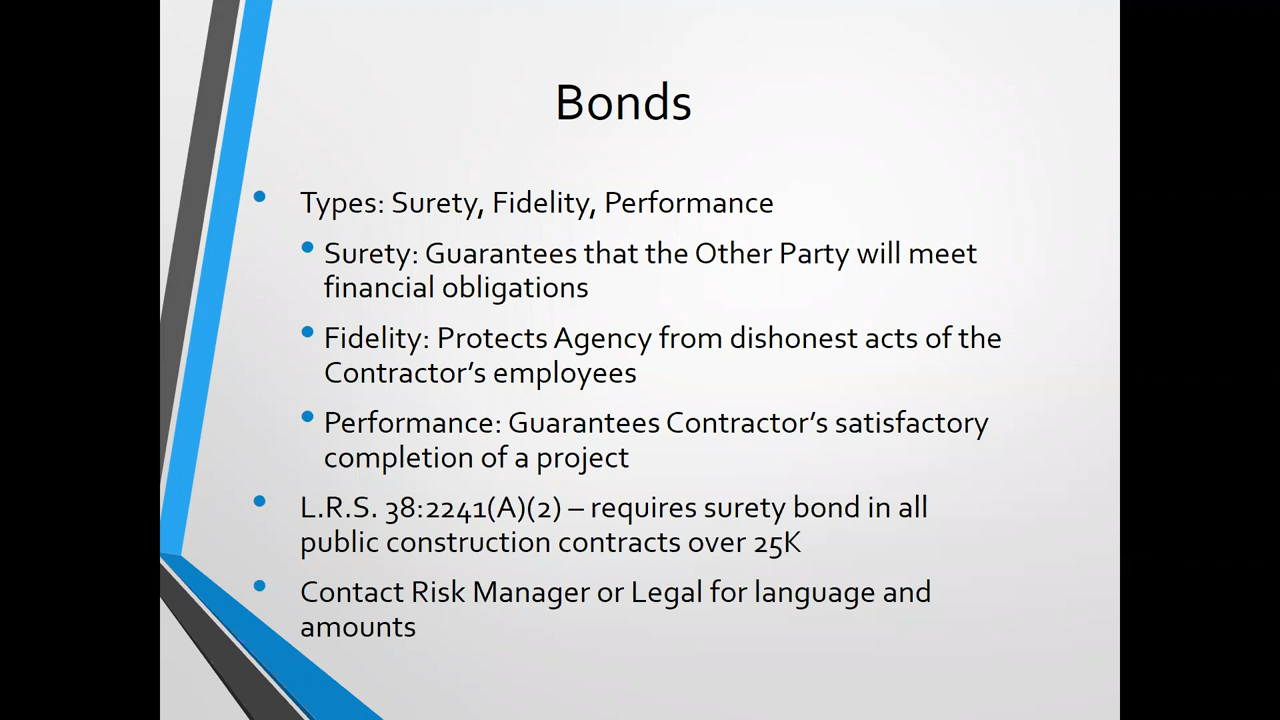 Bonds
Types: Surety, Fidelity, Performance
Surety: Guarantees that the Other Party will meet
financial obligations
Fidelity: Protects Agency from dishonest acts of the
Contractor’s employees
Performance: Guarantees Contractor’s satisfactory
completion of a project
L.R.S. 38:2241(A)(2) – requires surety bond in all
public construction contracts over 25K
Contact Risk Manager or Legal for language and
amounts